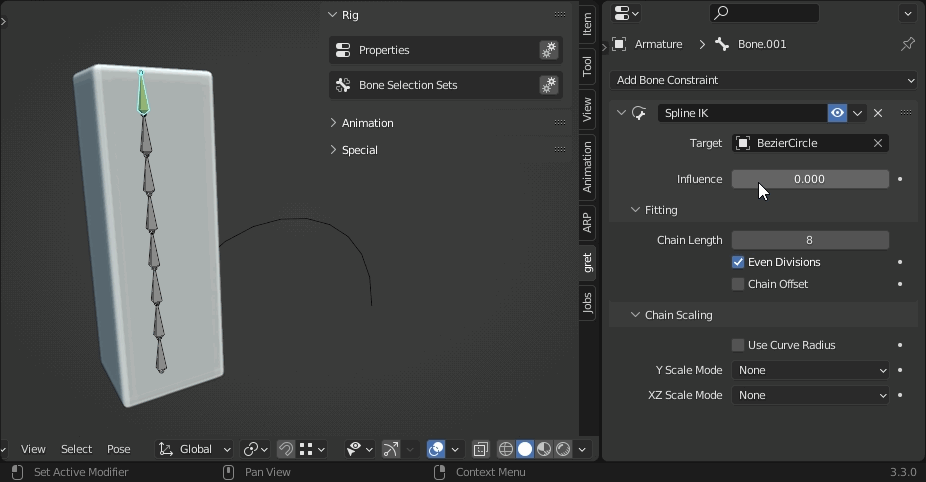 Rig
Properties
Bone Selection Sets
Animation
Special
Item
Tool
View
Animation
ARP
gret
Jobs
Armature > Bone.001
Add Bone Constraint
Spline IK
Target BezierCircle
Influence 0.000
Fitting
Chain Length 8
Even Divisions
Chain Offset
Chain Scaling
Use Curve Radius
Y Scale Mode None
XZ Scale Mode None
View Select Pose Global
Set Active Modifier Pan View Context Menu 3.3.0